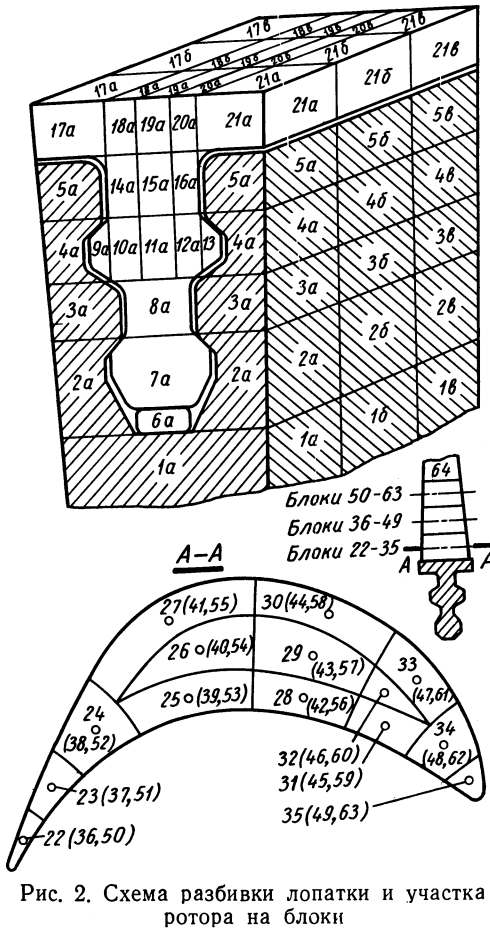 17в
17б
18в 19в 20в
17а
18б 19б 20б
21в
18а 19а 20а
21б
21а
17а 18а 19а 20а 21а 21а 21б 21в
5а 14а 15а 16а 5а 5а 5б 5в
4а 9а 10а 11а 12а 13 4а 4а 4б 4в
3а 8а 3а 3а 3б 3в
2а 7а 2а 2а 2б 2в
6а
1а 1а 1б 1в
64
Блоки 50-63
Блоки 36-49
Блоки 22-35
А А
А-А
27(41,55) 30(44,58)
26 (40,54) 29 (43,57) 33 (47,61)
25 (39,53) 28 (42,56)
24 (38,52) 34 (48,62)
32(46,60)
23(37,51) 31(45,59)
35(49,63)
22(36,50)
Рис. 2. Схема разбивки лопатки и участка
ротора на блоки